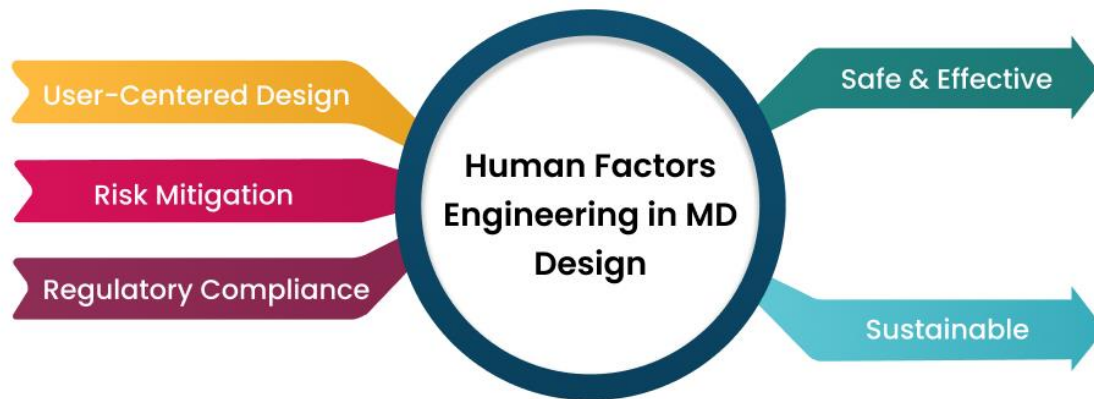 User-Centered Design
Risk Mitigation
Regulatory Compliance
Human Factors
Engineering in MD
Design
Safe & Effective
Sustainable